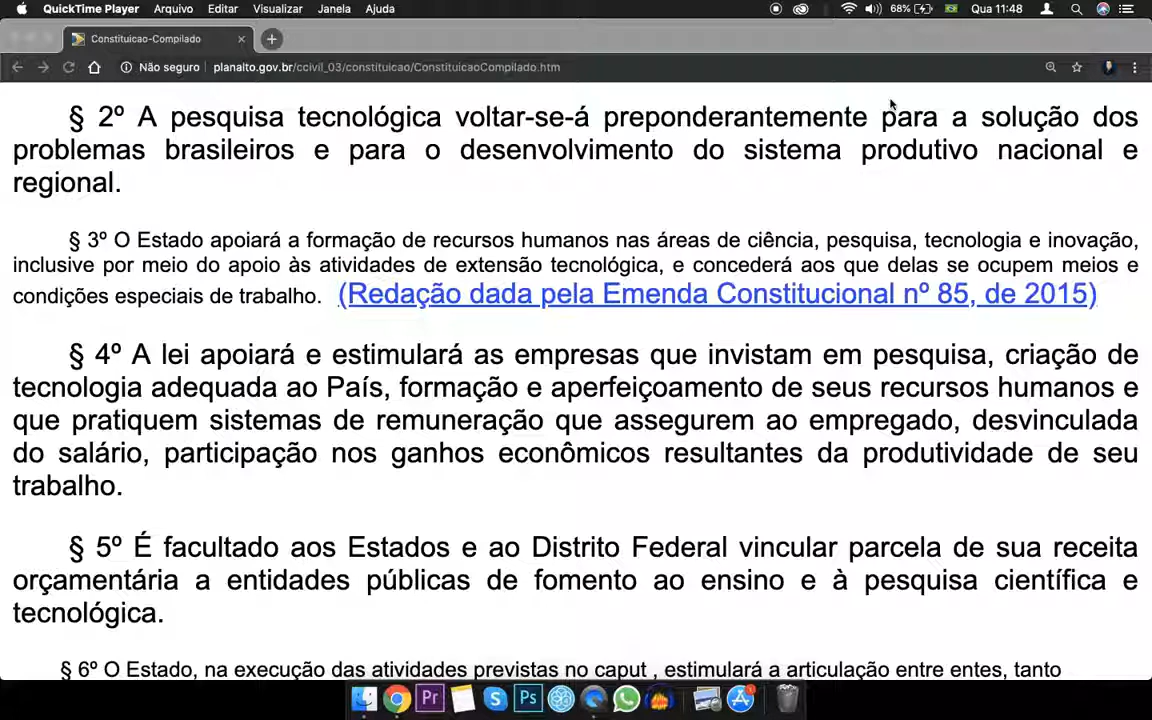 QuickTime Player Arquivo Editar Visualizar Janela Ajuda 68% Qua 11:48
Constituicao-Compilado
Não seguro planalto.gov.br/ccivil_03/constituicao/ConstituicaoCompilado.htm
§ 2º A pesquisa tecnológica voltar-se-á preponderantemente para a solução dos
problemas brasileiros e para o desenvolvimento do sistema produtivo nacional e
regional.
§ 3º O Estado apoiará a formação de recursos humanos nas áreas de ciência, pesquisa, tecnologia e inovação,
inclusive por meio do apoio às atividades de extensão tecnológica, e concederá aos que delas se ocupem meios e
condições especiais de trabalho. (Redação dada pela Emenda Constitucional nº 85, de 2015)
§ 4º A lei apoiará e estimulará as empresas que invistam em pesquisa, criação de
tecnologia adequada ao País, formação e aperfeiçoamento de seus recursos humanos e
que pratiquem sistemas de remuneração que assegurem ao empregado, desvinculada
do salário, participação nos ganhos econômicos resultantes da produtividade de seu
trabalho.
§ 5º É facultado aos Estados e ao Distrito Federal vincular parcela de sua receita
orçamentária a entidades públicas de fomento ao ensino e à pesquisa científica e
tecnológica.
§ 6º O Estado, na execução das atividades previstas no caput , estimulará a articulação entre entes, tanto
Pr S Ps